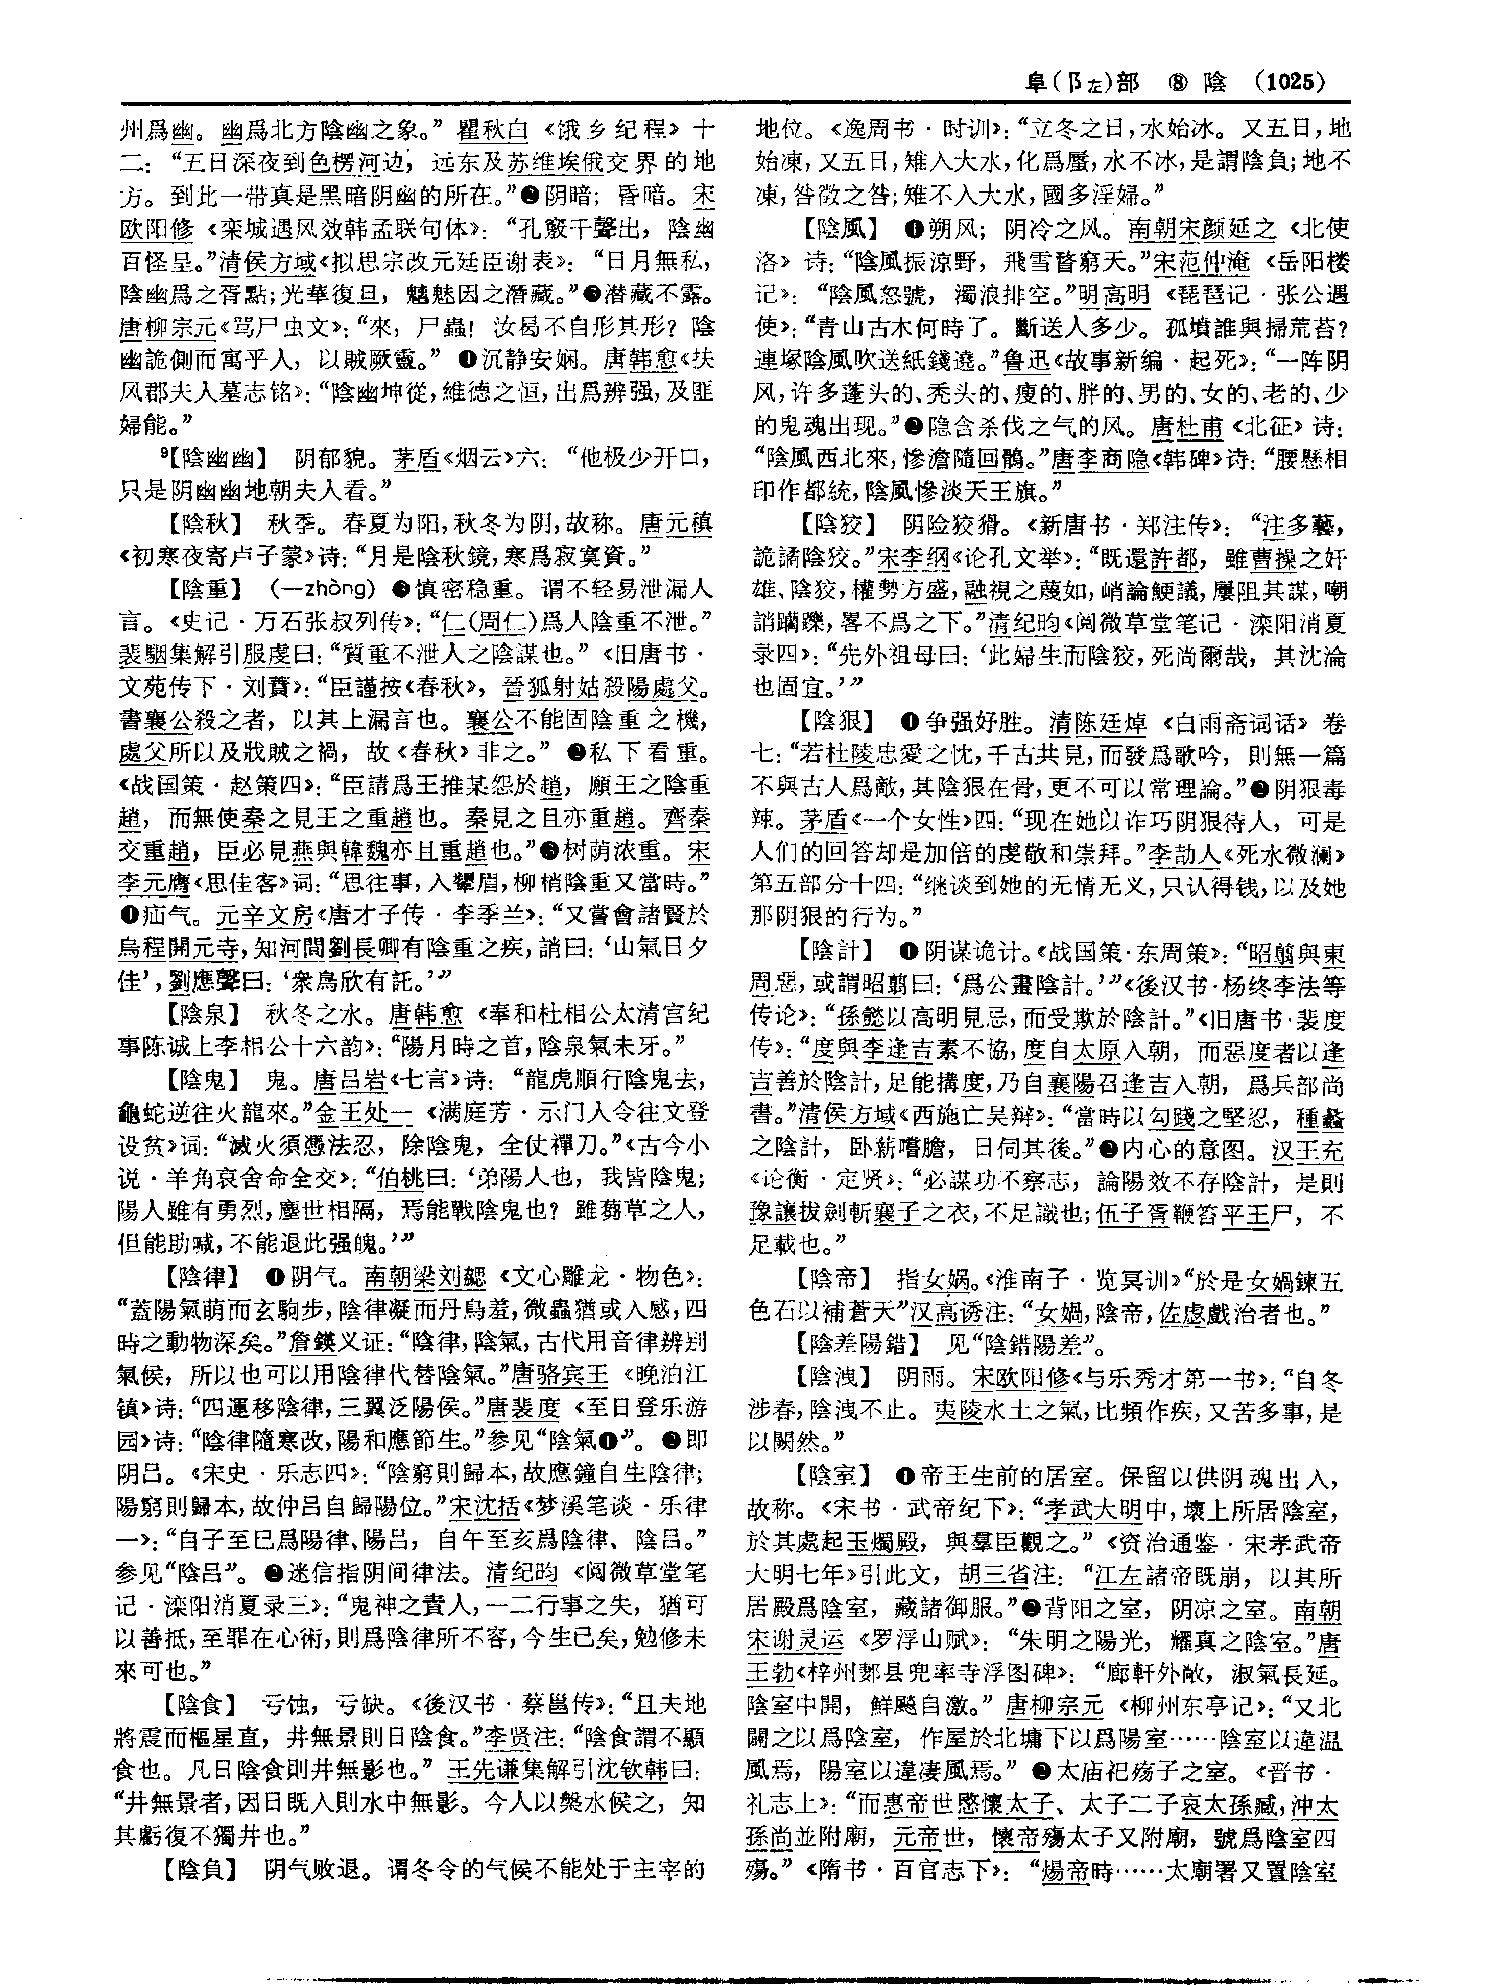 阜(阝左)部 ⑧ 陰 (1025)
州爲幽。幽爲北方陰幽之象。”瞿秋白《饿乡纪程》十
二：“五日深夜到色楞河边，远东及苏维埃俄交界的地
方。到此一带真是黑暗阴幽的所在。”❷阴暗；昏暗。宋
欧阳修《栾城遇风效韩孟联句体》：“孔竅千聲出，陰幽
百怪呈。”清侯方域《拟思宗改元廷臣谢表》：“日月無私，
陰幽爲之胥點；光華復旦，魑魅因之潛藏。”❸潜藏不露。
唐柳宗元《骂尸虫文》：“來，尸蟲！汝曷不自形其形？陰
幽詭側而寓乎人，以賊厥靈。”❹沉静安娴。唐韩愈《扶
风郡夫人墓志铭》：“陰幽坤從，維德之恒，出爲辨强，及匪
婦能。”
⁹【陰幽幽】 阴郁貌。茅盾《烟云》六：“他极少开口，
只是阴幽幽地朝夫人看。”
【陰秋】 秋季。春夏为阳，秋冬为阴，故称。唐元稹
《初寒夜寄卢子蒙》诗：“月是陰秋鏡，寒爲寂寞資。”
【陰重】 (—zhòng) ❶慎密稳重。谓不轻易泄漏人
言。《史记·万石张叔列传》：“仁(周仁)爲人陰重不泄。”
裴駰集解引服虔曰：“質重不泄人之陰謀也。”《旧唐书·
文苑传下·刘蕡》：“臣謹按《春秋》，晉狐射姑殺陽處父。
書襄公殺之者，以其上漏言也。襄公不能固陰重之機，
處父所以及戕賊之禍，故《春秋》非之。”❷私下看重。
《战国策·赵策四》：“臣請爲王推某怨於趙，願王之陰重
趙，而無使秦之見王之重趙也。秦見之且亦重趙。齊秦
交重趙，臣必見燕與韓魏亦且重趙也。”❸树荫浓重。宋
李元膺《思佳客》词：“思往事，入顰眉，柳梢陰重又當時。”
❹疝气。元辛文房《唐才子传·李季兰》：“又嘗會諸賢於
烏程開元寺，知河間劉長卿有陰重之疾，誚曰：‘山氣日夕
佳’，劉應聲曰：‘衆鳥欣有託。’”
【陰泉】 秋冬之水。唐韩愈《奉和杜相公太清宫纪
事陈诚上李相公十六韵》：“陽月時之首，陰泉氣未牙。”
【陰鬼】 鬼。唐吕岩《七言》诗：“龍虎順行陰鬼去，
龜蛇逆往火龍來。”金王处一《满庭芳·示门人令往文登
设贫》词：“滅火須憑法忍，除陰鬼，全仗禪刀。”《古今小
说·羊角哀舍命全交》：“伯桃曰：‘弟陽人也，我皆陰鬼；
陽人雖有勇烈，塵世相隔，焉能戰陰鬼也？雖芻草之人，
但能助喊，不能退此强魄。’”
【陰律】 ❶阴气。南朝梁刘勰《文心雕龙·物色》：
“蓋陽氣萌而玄駒步，陰律凝而丹鳥羞，微蟲猶或入感，四
時之動物深矣。”詹鍈义证：“陰律，陰氣，古代用音律辨别
氣候，所以也可以用陰律代替陰氣。”唐骆宾王《晚泊江
镇》诗：“四運移陰律，三翼泛陽侯。”唐裴度《至日登乐游
园》诗：“陰律隨寒改，陽和應節生。”参见“陰氣❶”。❷即
阴吕。《宋史·乐志四》：“陰窮則歸本，故應鐘自生陰律；
陽窮則歸本，故仲吕自歸陽位。”宋沈括《梦溪笔谈·乐律
一》：“自子至巳爲陽律、陽吕，自午至亥爲陰律、陰吕。”
参见“陰吕”。❸迷信指阴间律法。清纪昀《阅微草堂笔
记·滦阳消夏录三》：“鬼神之責人，一二行事之失，猶可
以善抵，至罪在心術，則爲陰律所不容，今生已矣，勉修未
來可也。”
【陰食】 亏蚀，亏缺。《後汉书·蔡邕传》：“且夫地
將震而樞星直，井無景則日陰食。”李贤注：“陰食謂不顯
食也。凡日陰食則井無影也。”王先谦集解引沈钦韩曰：
“井無景者，因日既入則水中無影。今人以槃水候之，知
其虧復不獨井也。”
【陰負】 阴气败退。谓冬令的气候不能处于主宰的
地位。《逸周书·时训》：“立冬之日，水始冰。又五日，地
始凍，又五日，雉入大水，化爲蜃，水不冰，是謂陰負；地不
凍，咎徵之咎；雉不入大水，國多淫婦。”
【陰風】 ❶朔风；阴冷之风。南朝宋颜延之《北使
洛》诗：“陰風振涼野，飛雪瞀窮天。”宋范仲淹《岳阳楼
记》：“陰風怒號，濁浪排空。”明高明《琵琶记·张公遇
使》：“青山古木何時了。斷送人多少。孤墳誰與掃荒苔？
連塚陰風吹送紙錢遶。”鲁迅《故事新编·起死》：“一阵阴
风，许多蓬头的、秃头的、瘦的、胖的、男的、女的、老的、少
的鬼魂出现。”❷隐含杀伐之气的风。唐杜甫《北征》诗：
“陰風西北來，慘澹隨回鶻。”唐李商隐《韩碑》诗：“腰懸相
印作都統，陰風慘淡天王旗。”
【陰狡】 阴险狡猾。《新唐书·郑注传》：“注多藝，
詭譎陰狡。”宋李纲《论孔文举》：“既還許都，雖曹操之奸
雄、陰狡，權勢方盛，融視之蔑如，峭論鯁議，屢阻其謀，嘲
誚躪躒，畧不爲之下。”清纪昀《阅微草堂笔记·滦阳消夏
录四》：“先外祖母曰：‘此婦生而陰狡，死尚爾哉，其沈淪
也固宜。’”
【陰狠】 ❶争强好胜。清陈廷焯《白雨斋词话》卷
七：“若杜陵忠愛之忱，千古共見，而發爲歌吟，則無一篇
不與古人爲敵，其陰狠在骨，更不可以常理論。”❷阴狠毒
辣。茅盾《一个女性》四：“现在她以诈巧阴狠待人，可是
人们的回答却是加倍的虔敬和崇拜。”李劼人《死水微澜》
第五部分十四：“继谈到她的无情无义，只认得钱，以及她
那阴狠的行为。”
【陰計】 ❶阴谋诡计。《战国策·东周策》：“昭翦與東
周惡，或謂昭翦曰：‘爲公畫陰計。’”《後汉书·杨终李法等
传论》：“孫懿以高明見忌，而受欺於陰計。”《旧唐书·裴度
传》：“度與李逢吉素不協，度自太原入朝，而惡度者以逢
吉善於陰計，足能搆度，乃自襄陽召逢吉入朝，爲兵部尚
書。”清侯方域《西施亡吴辩》：“當時以勾踐之堅忍，種蠡
之陰計，卧薪嚐膽，日伺其後。”❷内心的意图。汉王充
《论衡·定贤》：“必謀功不察志，論陽效不存陰計，是則
豫讓拔劍斬襄子之衣，不足識也；伍子胥鞭笞平王尸，不
足載也。”
【陰帝】 指女娲。《淮南子·览冥训》“於是女媧鍊五
色石以補蒼天”汉高诱注：“女媧，陰帝，佐虙戲治者也。”
【陰差陽錯】 见“陰錯陽差”。
【陰洩】 阴雨。宋欧阳修《与乐秀才第一书》：“自冬
涉春，陰洩不止。夷陵水土之氣，比頻作疾，又苦多事，是
以闕然。”
【陰室】 ❶帝王生前的居室。保留以供阴魂出入，
故称。《宋书·武帝纪下》：“孝武大明中，壞上所居陰室，
於其處起玉燭殿，與羣臣觀之。”《资治通鉴·宋孝武帝
大明七年》引此文，胡三省注：“江左諸帝既崩，以其所
居殿爲陰室，藏諸御服。”❷背阳之室，阴凉之室。南朝
宋谢灵运《罗浮山赋》：“朱明之陽光，耀真之陰室。”唐
王勃《梓州郪县兜率寺浮图碑》：“廊軒外敞，淑氣長延。
陰室中開，鮮飈自激。”唐柳宗元《柳州东亭记》：“又北
闢之以爲陰室，作屋於北墉下以爲陽室……陰室以違温
風焉，陽室以違凄風焉。”❸太庙祀殇子之室。《晋书·
礼志上》：“而惠帝世愍懷太子、太子二子哀太孫臧，沖太
孫尚並附廟，元帝世，懷帝殤太子又附廟，號爲陰室四
殤。”《隋书·百官志下》：“煬帝時……太廟署又置陰室